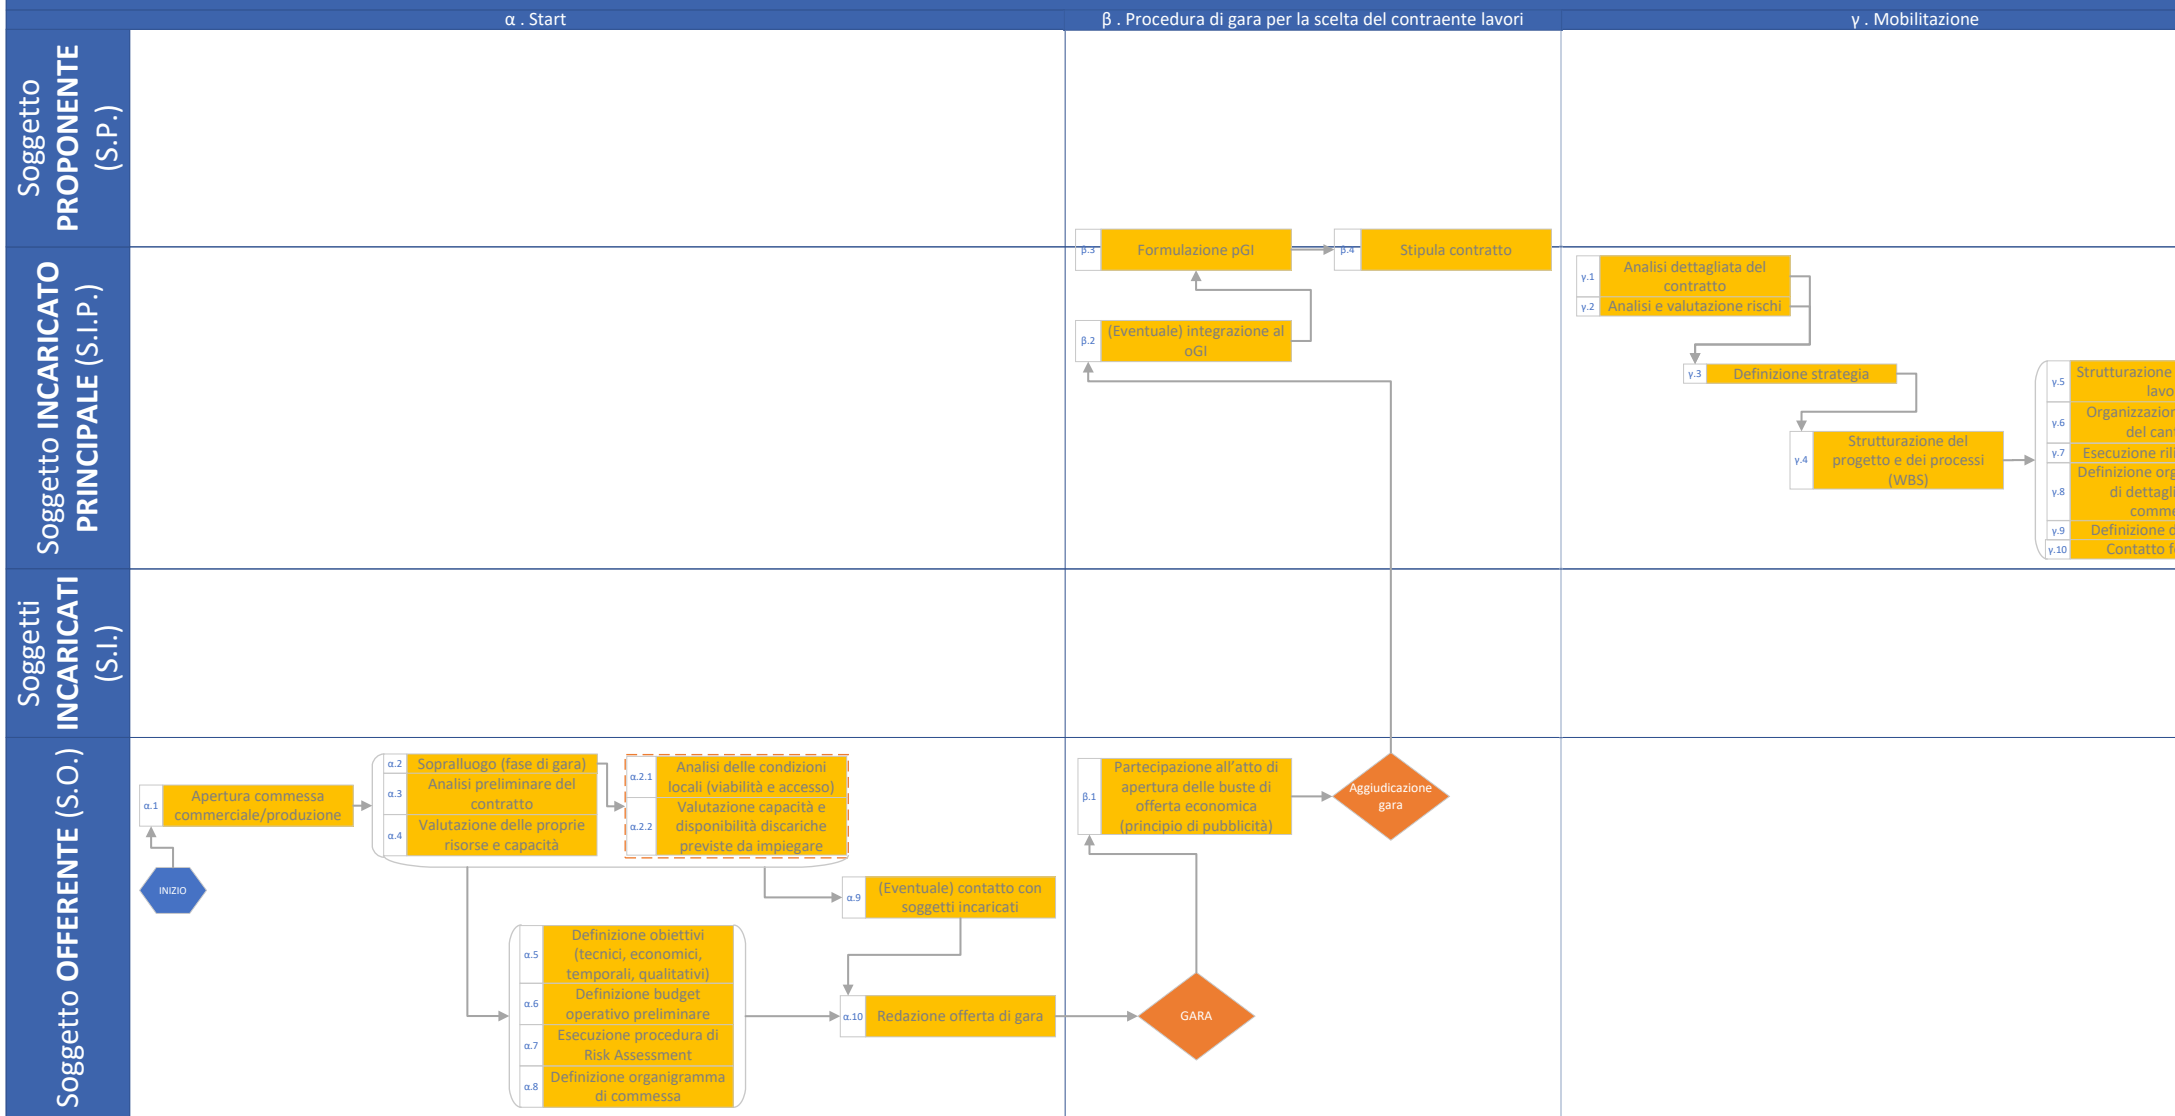 α . Start
β . Procedura di gara per la scelta del contraente lavori
γ . Mobilitazione
Soggetto
PROPONENTE
(S.P.)
β.3
Formulazione pGI
β.4
Stipula contratto
Soggetto INCARICATO
PRINCIPALE (S.I.P.)
β.2
(Eventuale) integrazione al
oGI
γ.1
Analisi dettagliata del
contratto
γ.2
Analisi e valutazione rischi
γ.3
Definizione strategia
γ.4
Strutturazione del
progetto e dei processi
(WBS)
γ.5
Strutturazione
lavo
γ.6
Organizzazion
del can
γ.7
Esecuzione rili
γ.8
Definizione org
di dettagl
comme
γ.9
Definizione d
γ.10
Contatto f
Soggetti
INCARICATI
(S.I.)
Soggetto OFFERENTE (S.O.)
INIZIO
α.1
Apertura commessa
commerciale/produzione
α.2
Sopralluogo (fase di gara)
α.3
Analisi preliminare del
contratto
α.4
Valutazione delle proprie
risorse e capacità
α.2.1
Analisi delle condizioni
locali (viabilità e accesso)
α.2.2
Valutazione capacità e
disponibilità discariche
previste da impiegare
α.9
(Eventuale) contatto con
soggetti incaricati
α.5
Definizione obiettivi
(tecnici, economici,
temporali, qualitativi)
α.6
Definizione budget
operativo preliminare
α.7
Esecuzione procedura di
Risk Assessment
α.8
Definizione organigramma
di commessa
α.10
Redazione offerta di gara
GARA
β.1
Partecipazione all'atto di
apertura delle buste di
offerta economica
(principio di pubblicità)
Aggiudicazione
gara